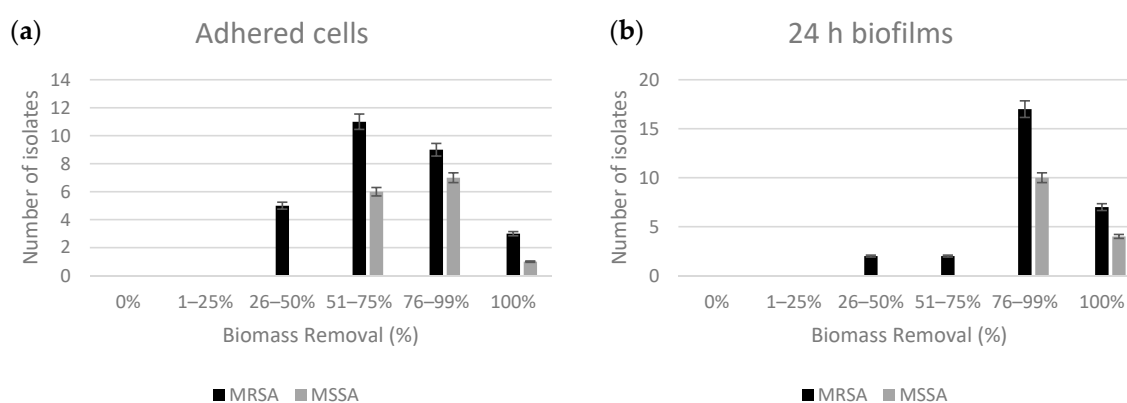 (a)
Adhered cells
14
12
10
8
6
4
2
0
Number of isolates
0% 1–25% 26–50% 51–75% 76–99% 100%
Biomass Removal (%)
MRSA MSSA
(b)
24 h biofilms
20
15
10
5
0
Number of isolates
0% 1–25% 26–50% 51–75% 76–99% 100%
Biomass Removal (%)
MRSA MSSA